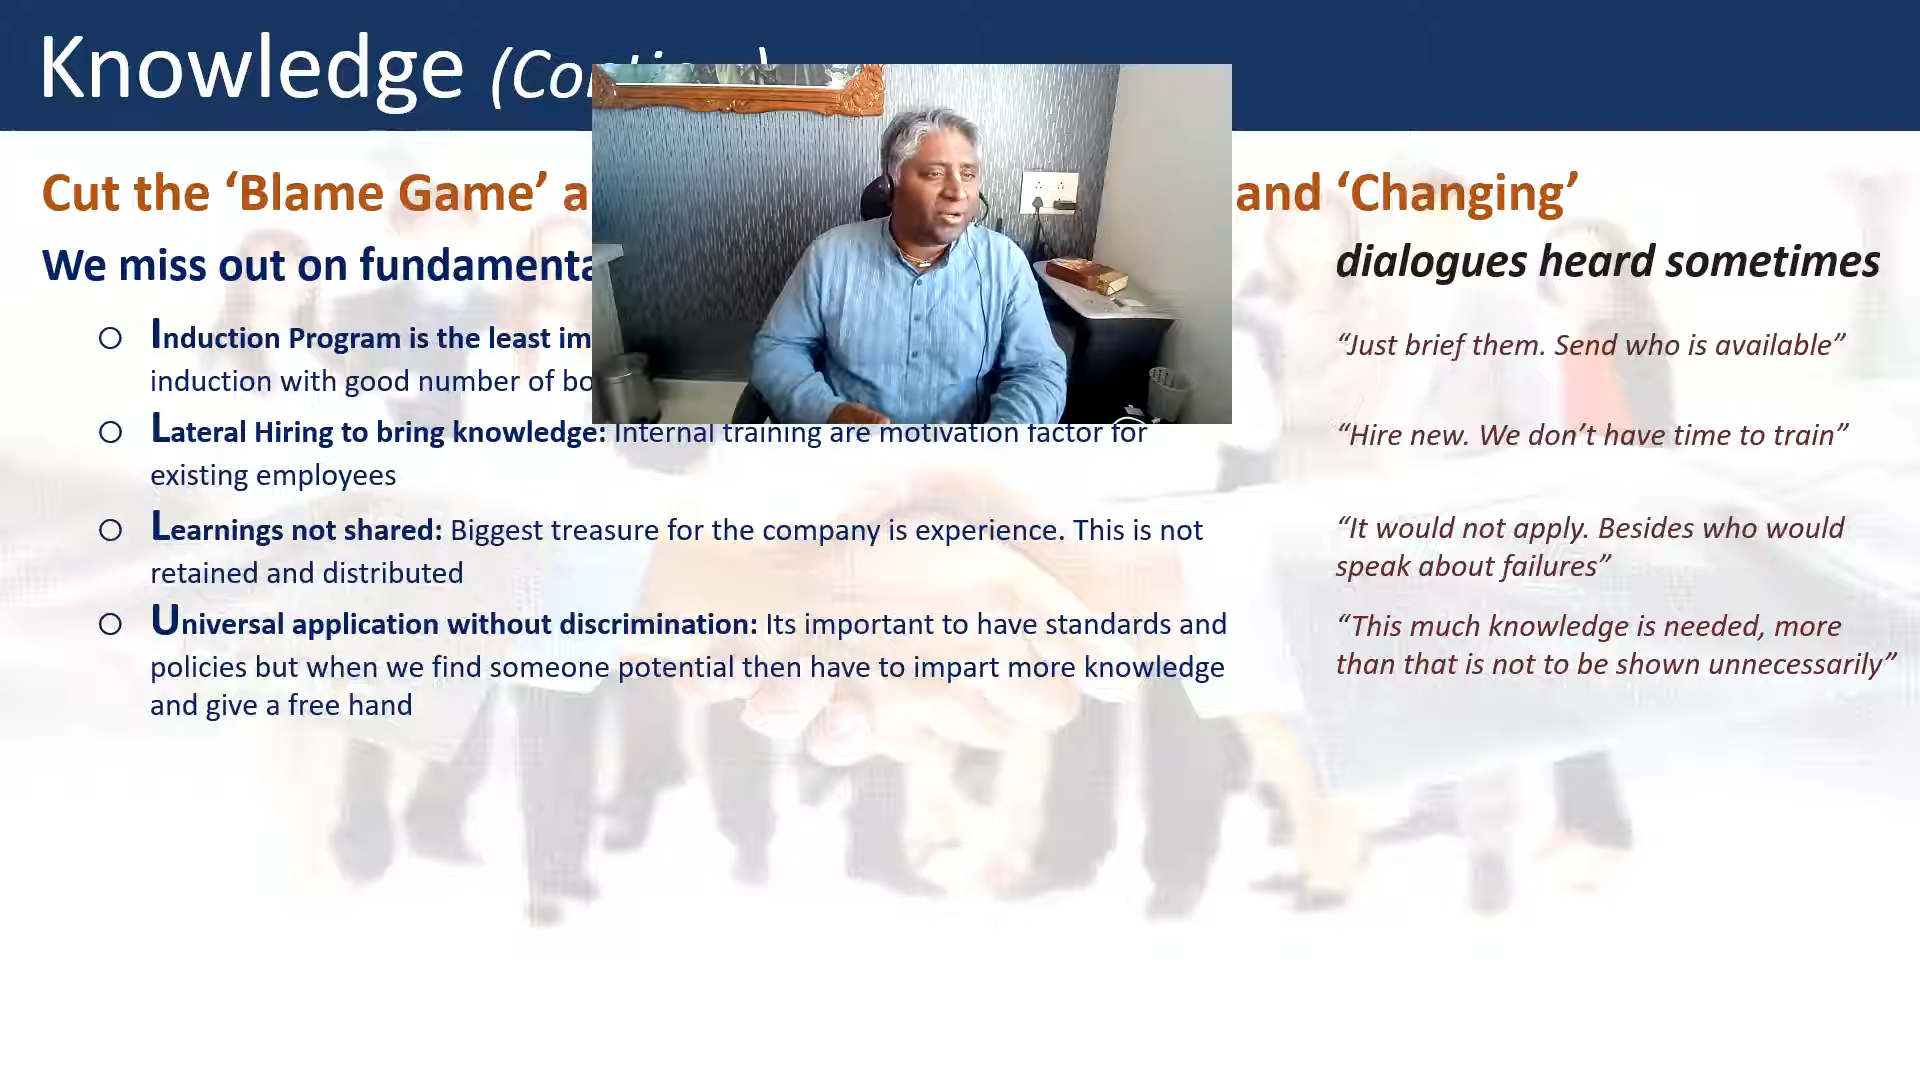 Knowledge
Cut the ‘Blame Game’ and ‘Changing’
We miss out on
dialogues heard sometimes
Induction Program is the least
induction with good number of
“Just brief them. Send who is available”
Lateral Hiring to bring knowledge: Internal training are motivation factor for
existing employees
“Hire new. We don’t have time to train”
Learnings not shared: Biggest treasure for the company is experience. This is not
retained and distributed
“It would not apply. Besides who would
speak about failures”
Universal application without discrimination: Its important to have standards and
policies but when we find someone potential then have to impart more knowledge
and give a free hand
“This much knowledge is needed, more
than that is not to be shown unnecessarily”